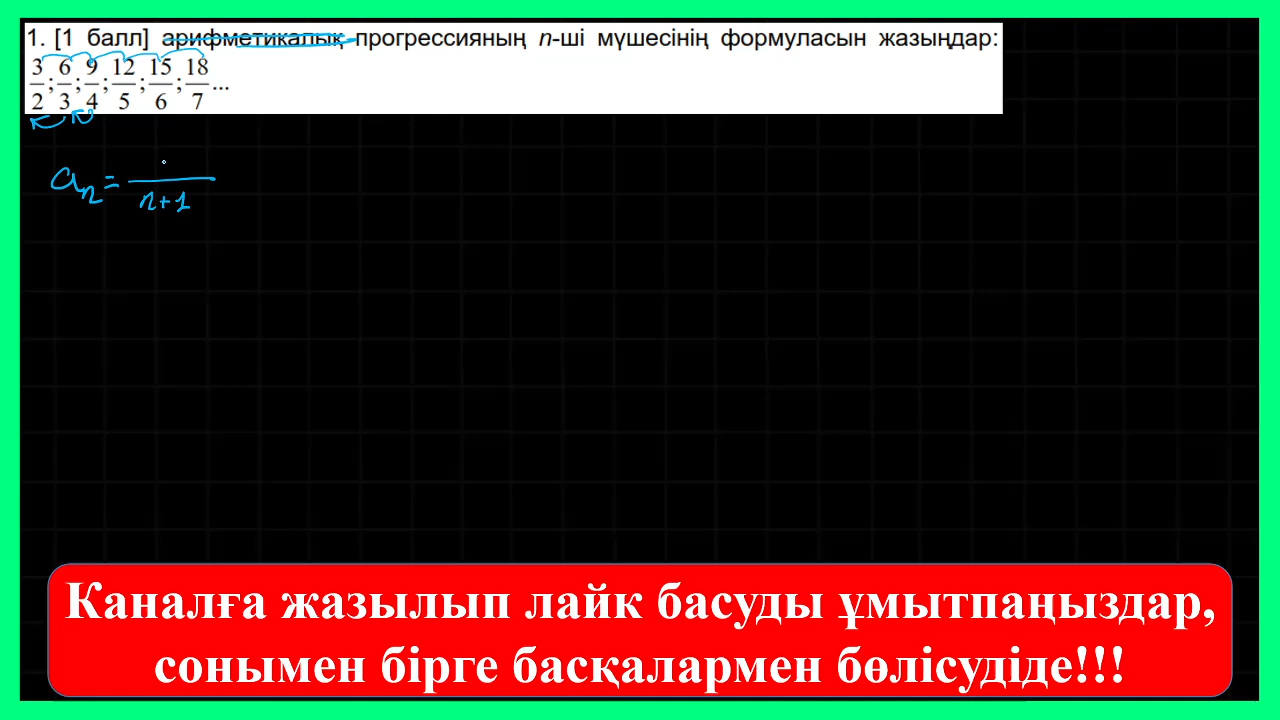 1. [1 балл] арифметикалық прогрессияның n-ші мүшесінің формуласын жазыңдар:
3/2; 6/3; 9/4; 12/5; 15/6; 18/7...
aₙ = —/(n+1)
Каналға жазылып лайк басуды ұмытпаңыздар,
сонымен бірге басқалармен бөлісудіде!!!